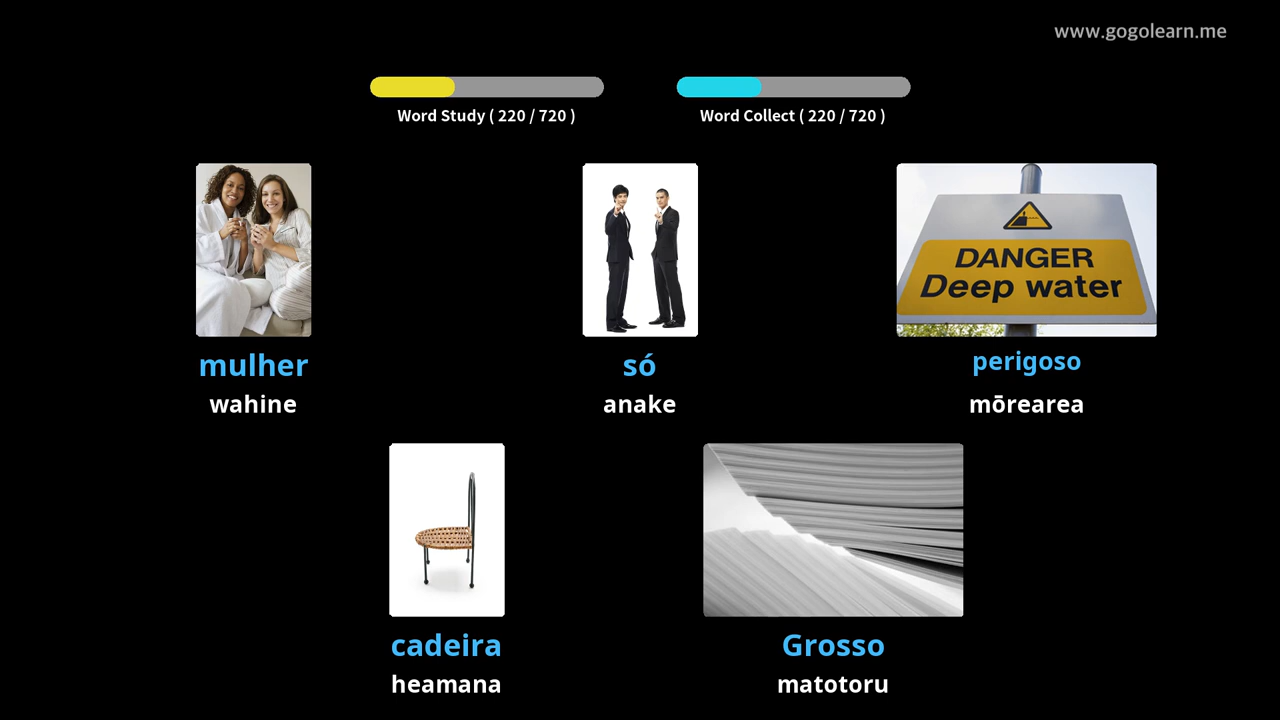 www.gogolearn.me
Word Study ( 220 / 720 )
Word Collect ( 220 / 720 )
DANGER
Deep water
mulher
wahine
só
anake
perigoso
mōrearea
cadeira
heamana
Grosso
matotoru